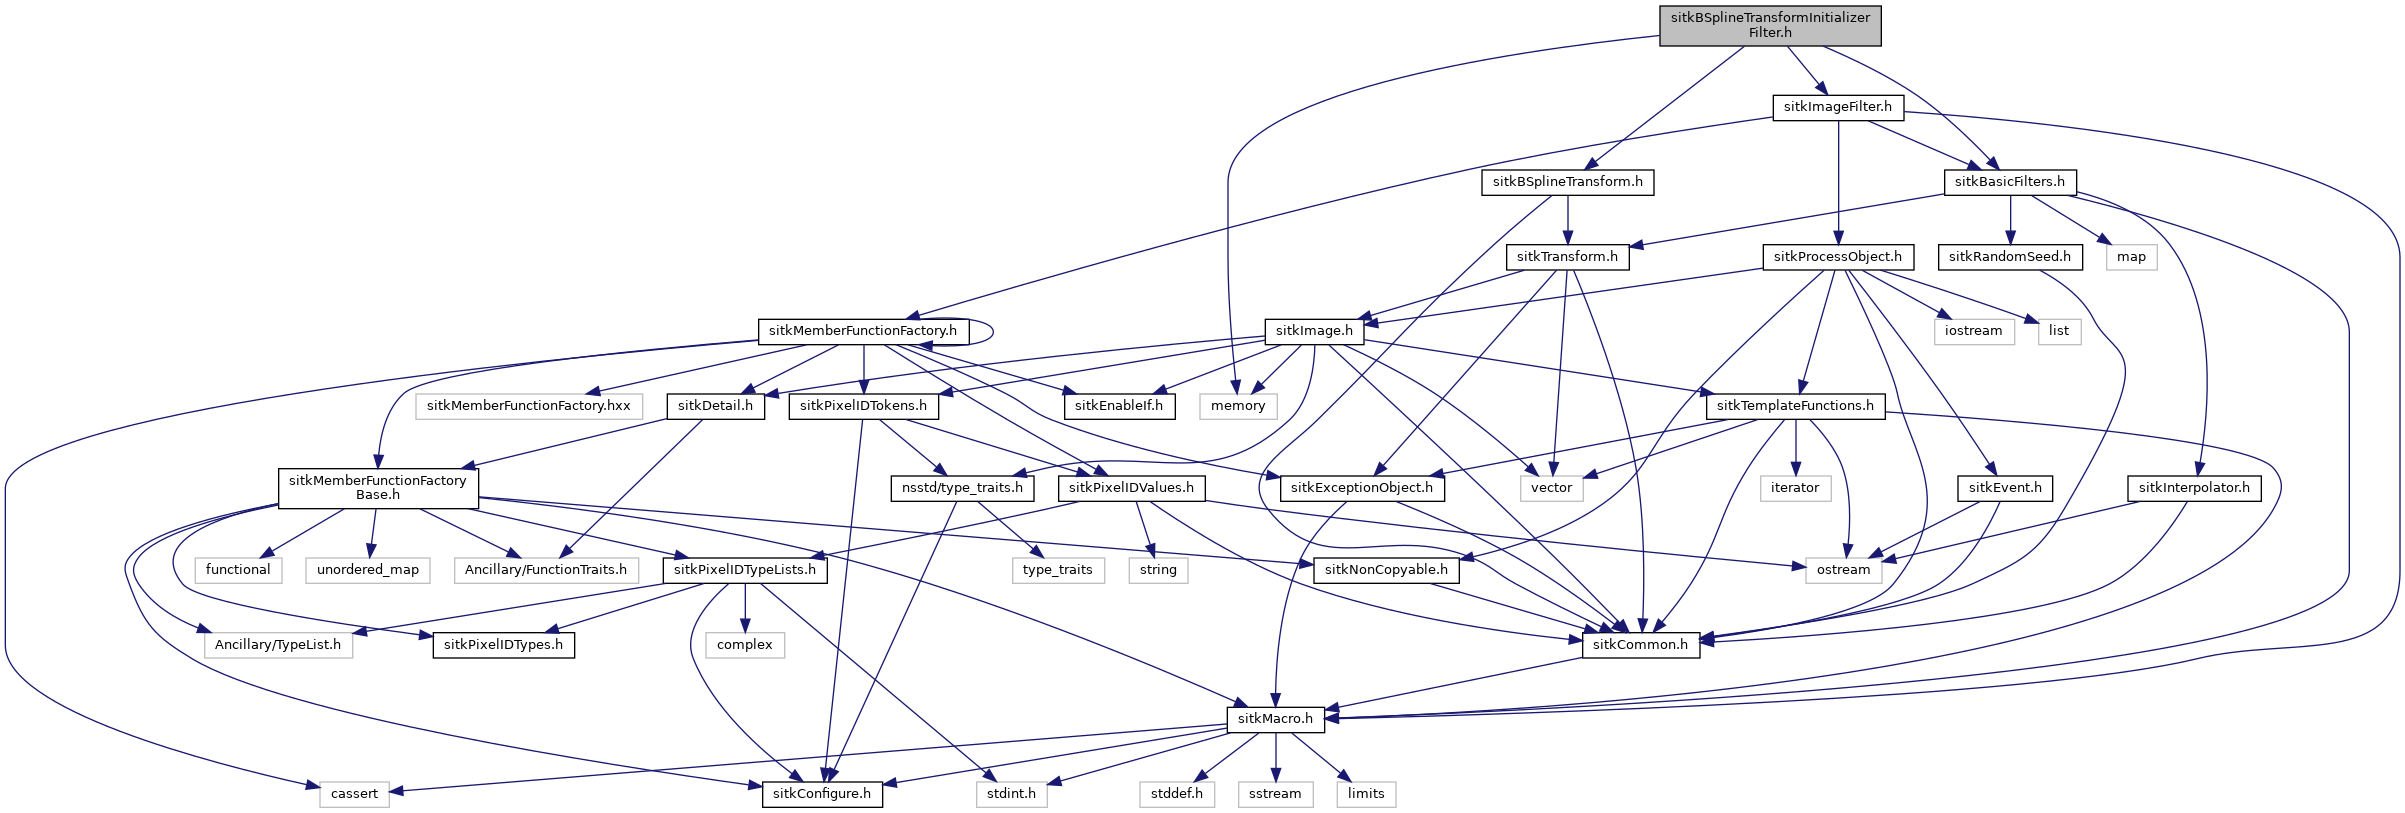 sitkBSplineTransformInitializer
Filter.h
sitkImageFilter.h
sitkBSplineTransform.h
sitkBasicFilters.h
sitkTransform.h
sitkProcessObject.h
sitkRandomSeed.h
map
sitkMemberFunctionFactory.h
sitkImage.h
iostream
list
sitkMemberFunctionFactory.hxx
sitkDetail.h
sitkPixelIDTokens.h
sitkEnableIf.h
memory
sitkTemplateFunctions.h
sitkMemberFunctionFactory
Base.h
nsstd/type_traits.h
sitkPixelIDValues.h
sitkExceptionObject.h
vector
iterator
sitkEvent.h
sitkInterpolator.h
functional
unordered_map
Ancillary/FunctionTraits.h
sitkPixelIDTypeLists.h
type_traits
string
sitkNonCopyable.h
ostream
Ancillary/TypeList.h
sitkPixelIDTypes.h
complex
sitkCommon.h
sitkMacro.h
cassert
sitkConfigure.h
stdint.h
stddef.h
sstream
limits